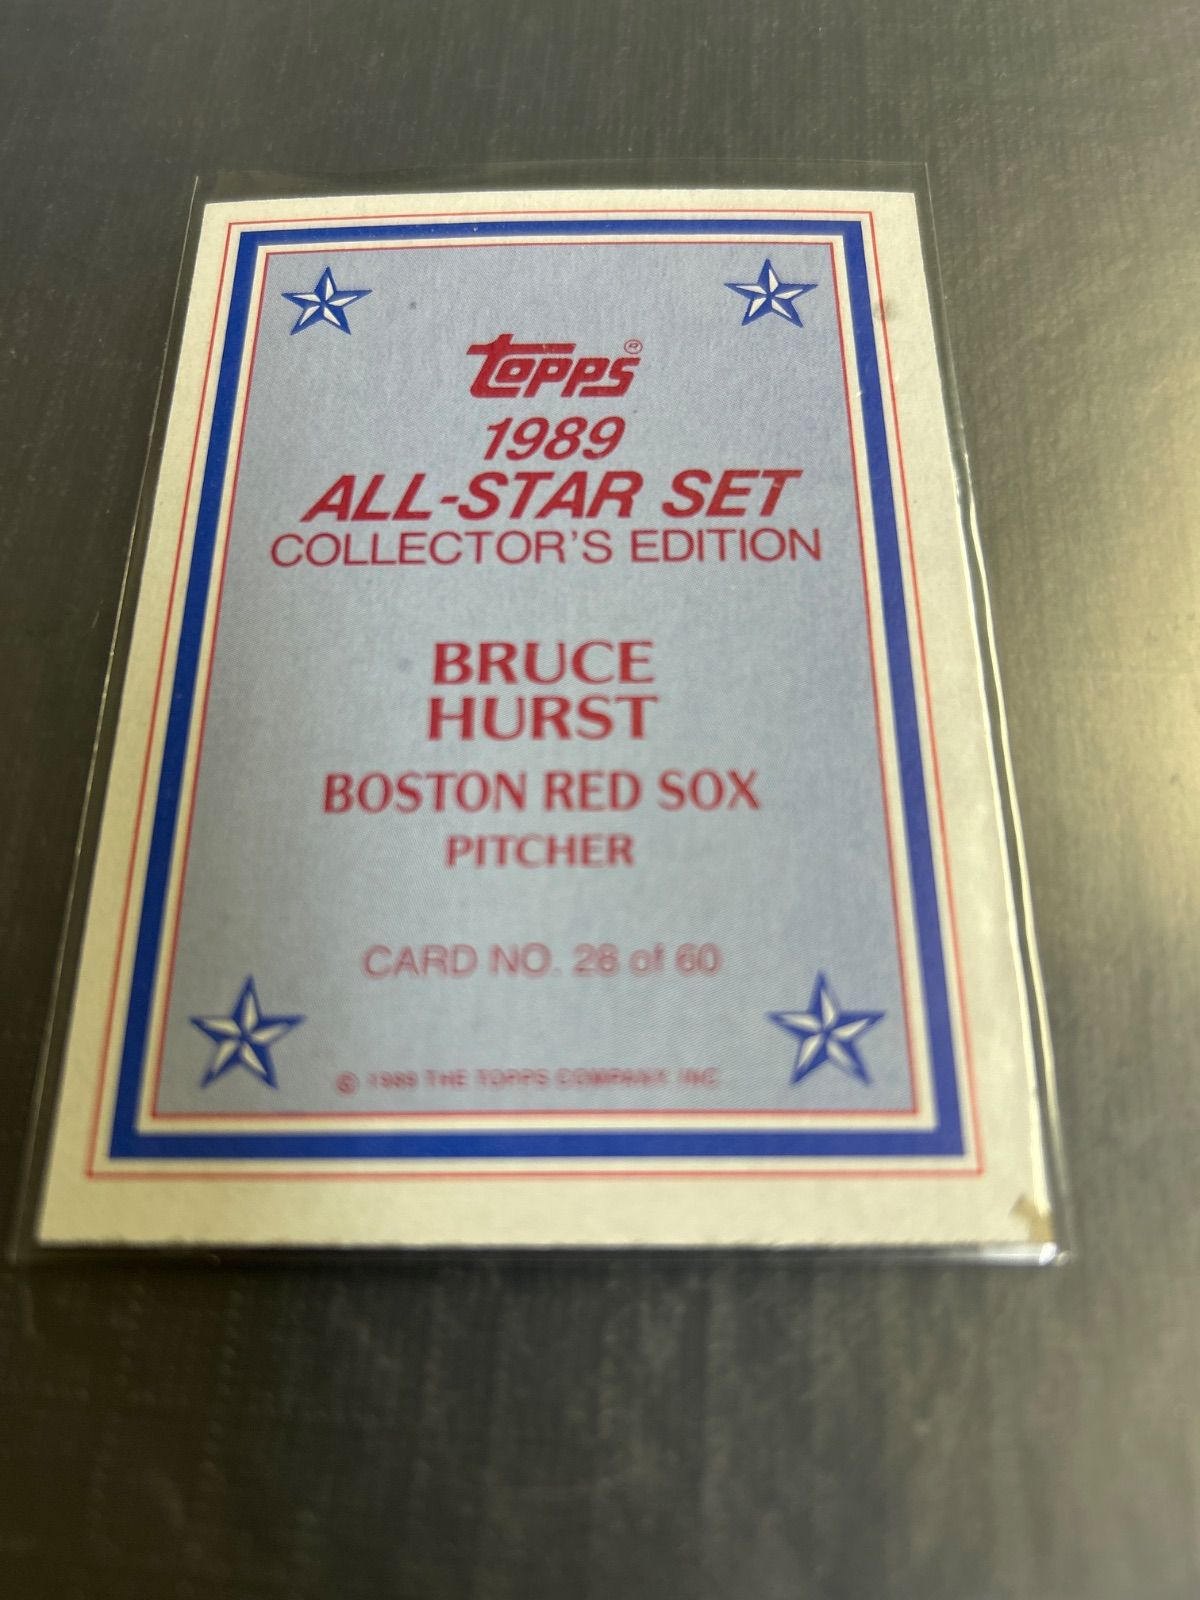 topps®
1989
ALL-STAR SET
COLLECTOR'S EDITION
BRUCE
HURST
BOSTON RED SOX
PITCHER
CARD NO. 28 of 60
© 1989 THE TOPPS COMPANY, INC.